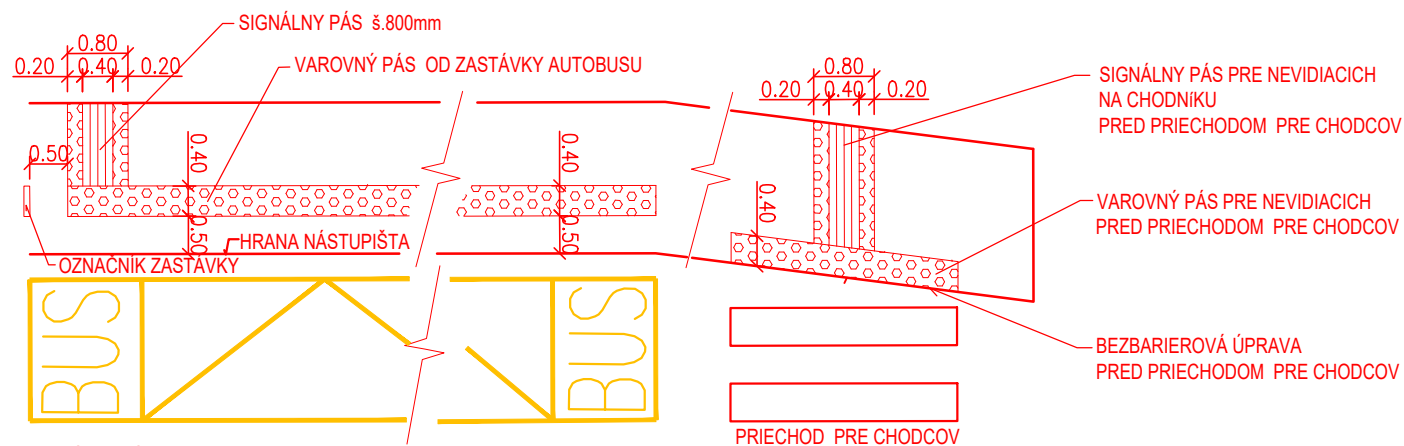 SIGNÁLNY PÁS š.800mm
0.80
0.20 0.40 0.20
VAROVNÝ PÁS OD ZASTÁVKY AUTOBUSU
0.80
0.20 0.40 0.20
SIGNÁLNY PÁS PRE NEVIDIACICH
NA CHODNíKU
PRED PRIECHODOM PRE CHODCOV
0.50
0.40
0.40
0.40
VAROVNÝ PÁS PRE NEVIDIACICH
PRED PRIECHODOM PRE CHODCOV
0.50
0.50
HRANA NÁSTUPIŠTA
OZNAČNÍK ZASTÁVKY
BUS
BUS
BEZBARIEROVÁ ÚPRAVA
PRED PRIECHODOM PRE CHODCOV
PRIECHOD PRE CHODCOV